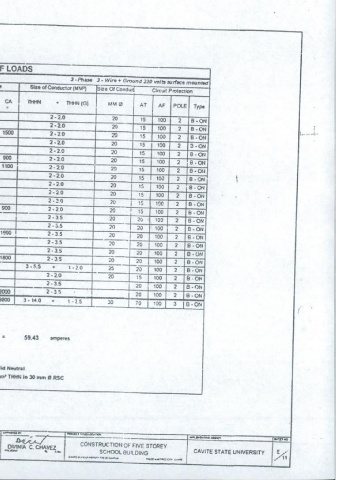 F LOADS
3 - Phase 3 - Wire + Ground 230 volts surface mounted
Size of Conductor (MM²) Size Of Conduit Circuit Protection
CA THHN + THHN (G) MM Ø AT AF POLE Type
2 - 2.0 20 15 100 2 B - ON
2 - 2.0 20 15 100 2 B - ON
1500 2 - 2.0 20 15 100 2 B - ON
2 - 2.0 20 15 100 2 B - ON
2 - 2.0 20 15 100 2 B - ON
900 2 - 2.0 20 15 100 2 B - ON
1100 2 - 2.0 20 15 100 2 B - ON
2 - 2.0 20 15 100 2 B - ON
2 - 2.0 20 15 100 2 B - ON
2 - 2.0 20 15 100 2 B - ON
2 - 2.0 20 15 100 2 B - ON
900 2 - 2.0 20 15 100 2 B - ON
2 - 3.5 20 20 100 2 B - ON
2 - 3.5 20 20 100 2 B - ON
2 - 3.5 20 20 100 2 B - ON
2 - 3.5 20 20 100 2 B - ON
2 - 3.5 20 20 100 2 B - ON
1800 2 - 3.5 20 20 100 2 B - ON
2 - 5.5 + 1 - 2.0 25 20 100 2 B - ON
2 - 2.0 20 15 100 2 B - ON
2 - 3.5 20 100 2 B - ON
2 - 3.5 20 100 2 B - ON
3 - 14.0 + 1 - 3.5 70 100 3 B - ON
= 59.43 amperes
id Neutral
THHN in 30 mm Ø RSC
DIVINIA C. CHAVEZ
CONSTRUCTION OF FIVE STOREY
SCHOOL BUILDING
CAVITE STATE UNIVERSITY
E
11